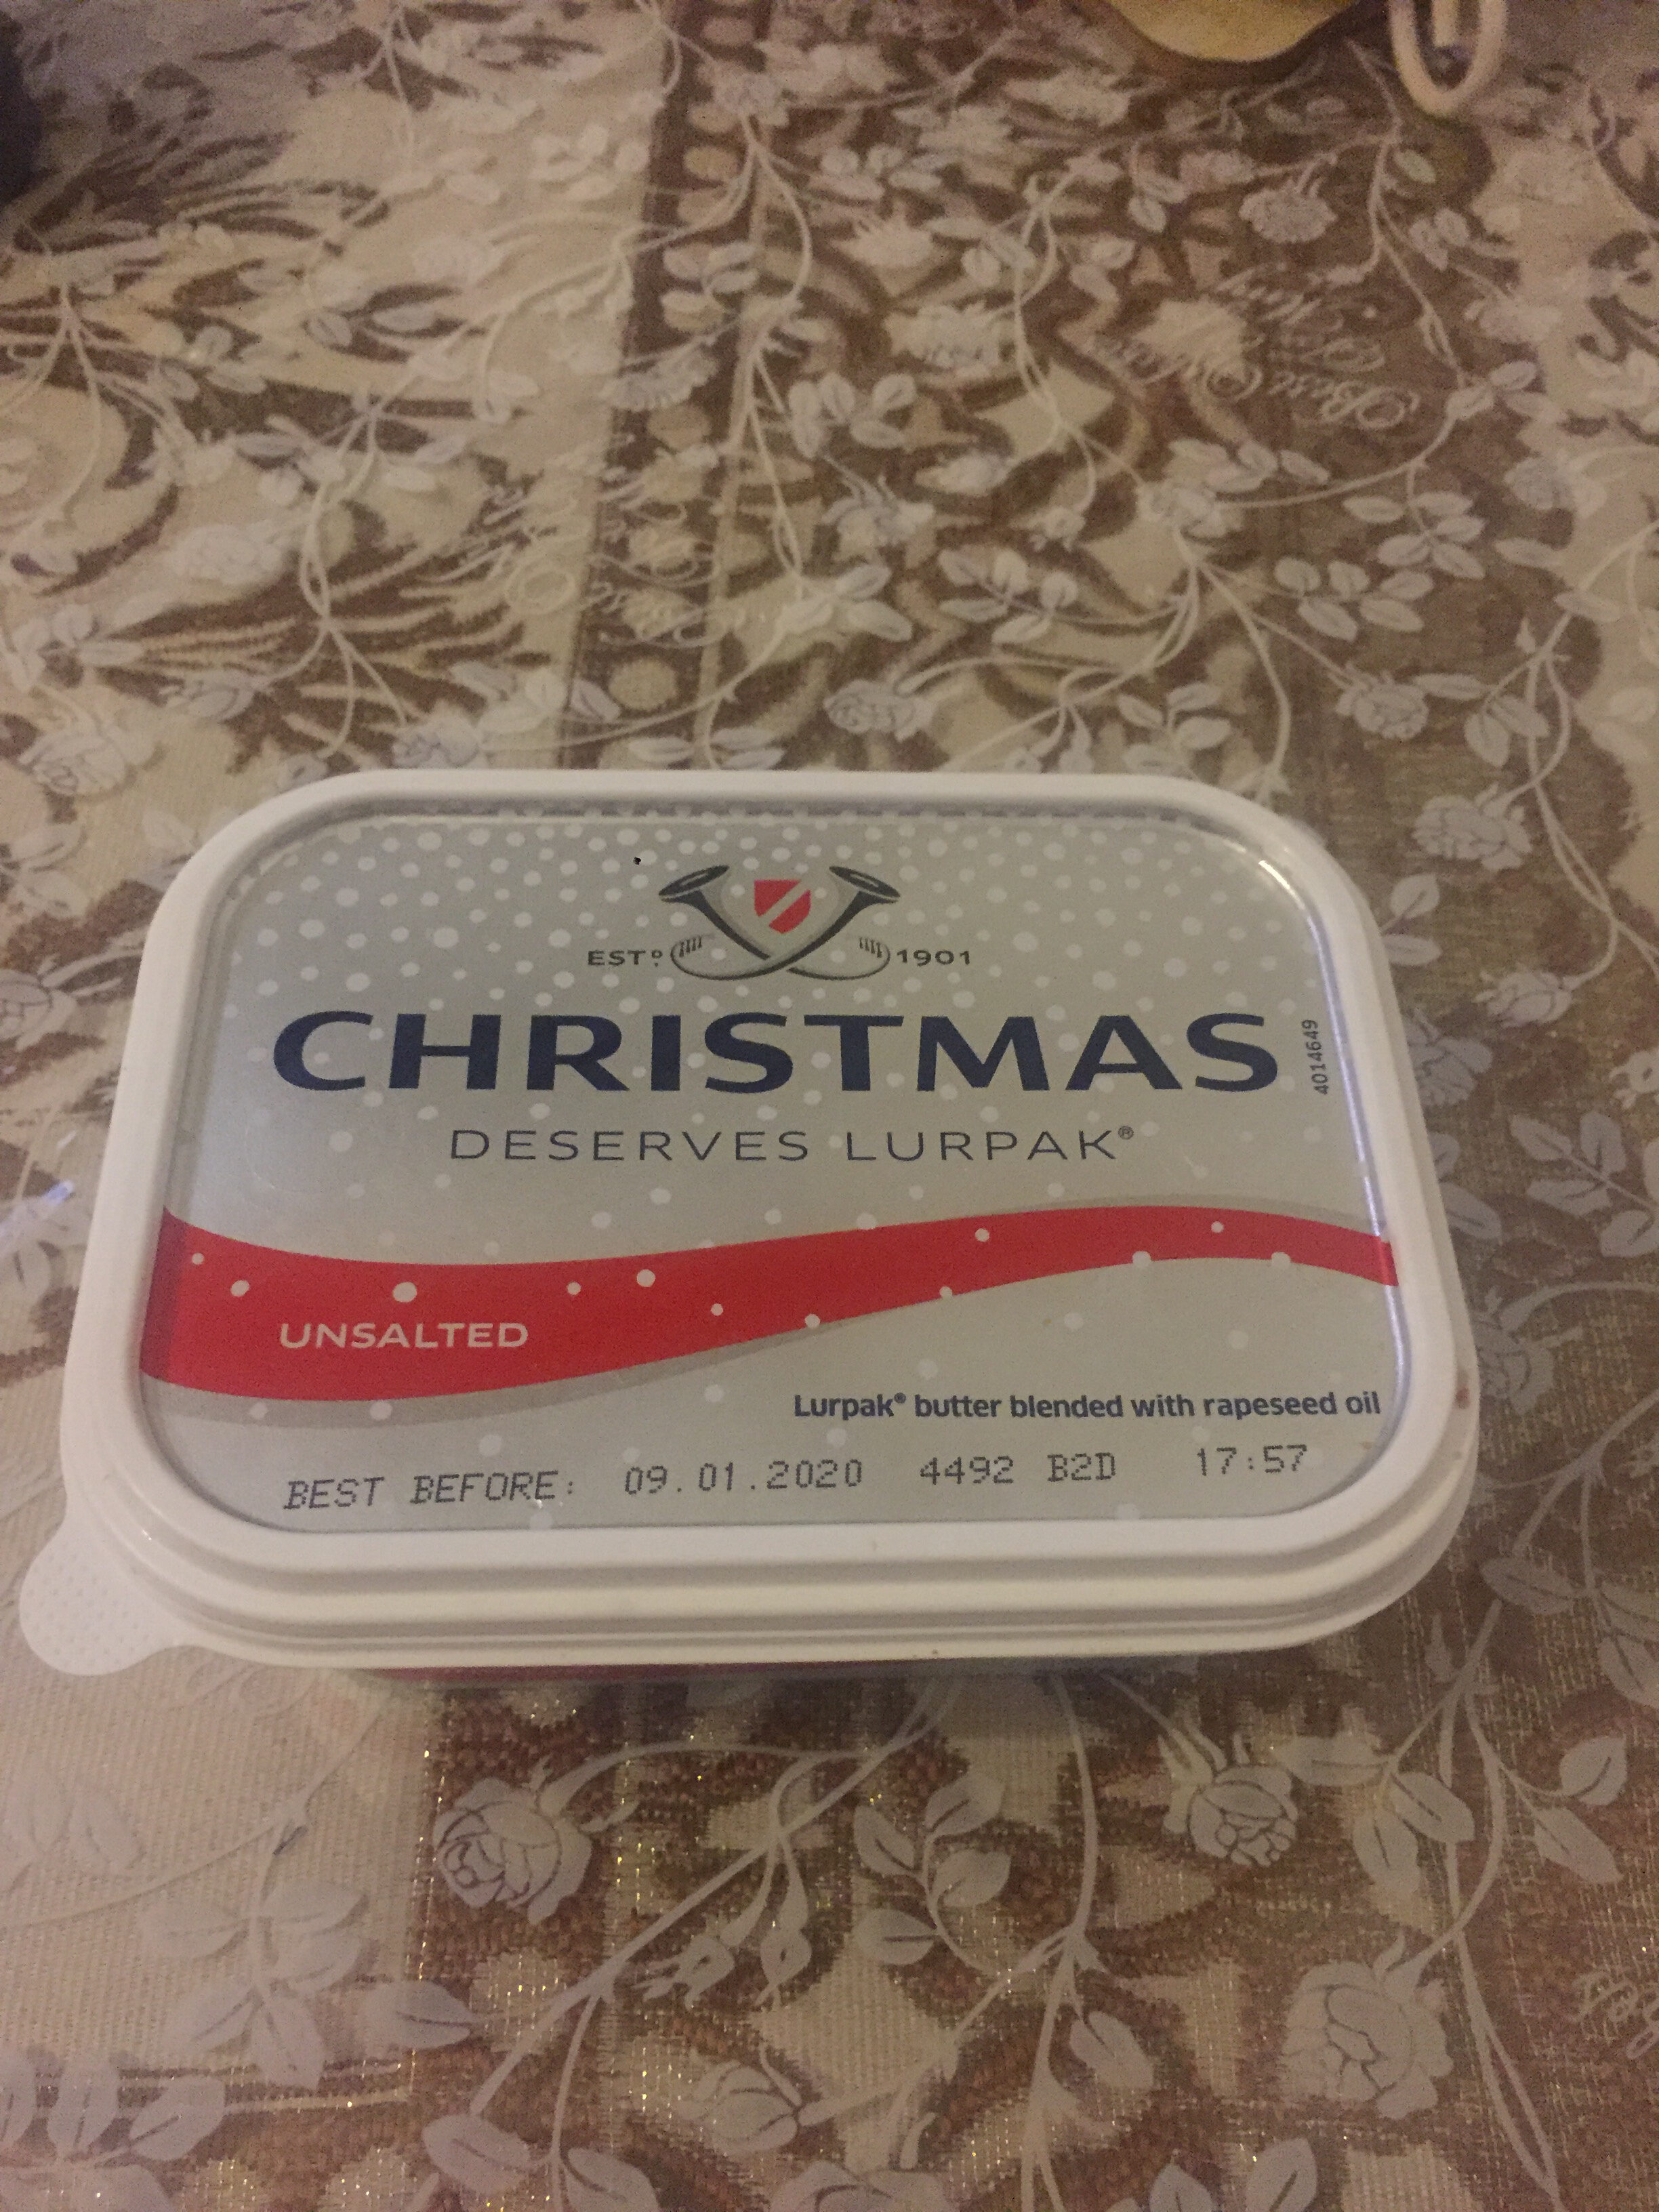 ESTD 1901
CHRISTMAS
DESERVES LURPAK®
4014649
UNSALTED
Lurpak® butter blended with rapeseed oil
BEST BEFORE: 09.01.2020 4492 B2D 17:57